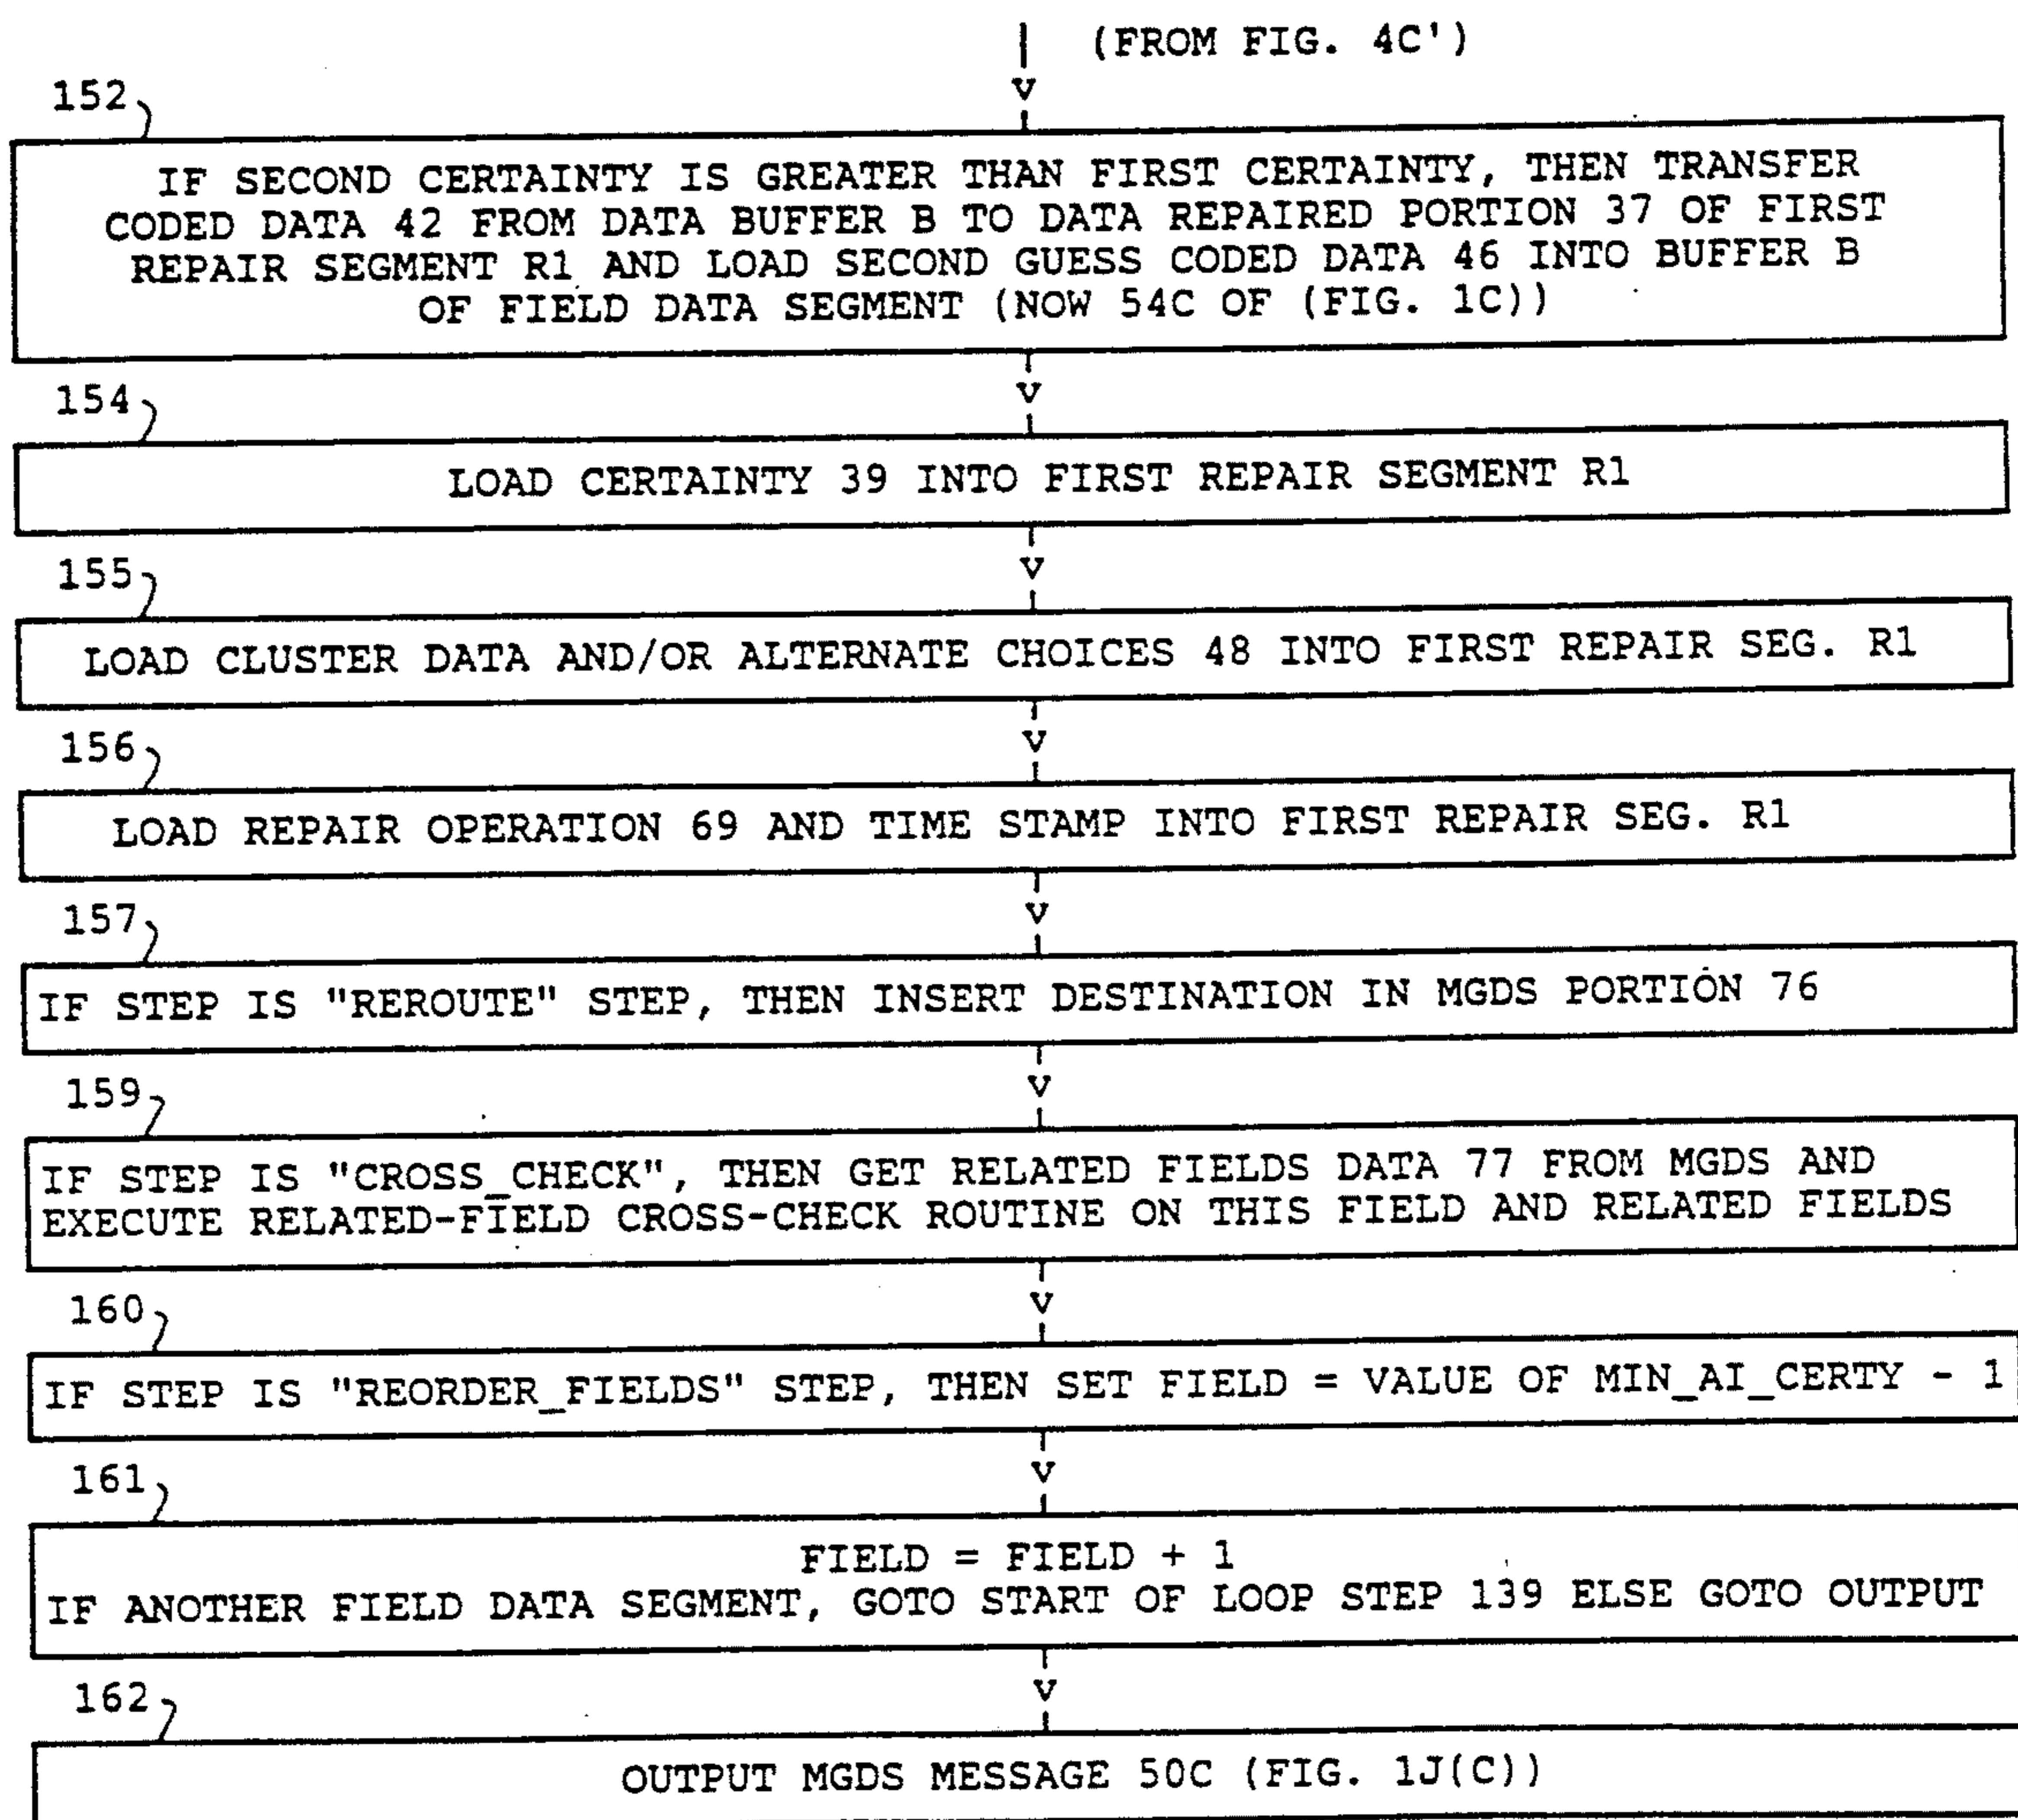 (FROM FIG. 4C')
152
IF SECOND CERTAINTY IS GREATER THAN FIRST CERTAINTY, THEN TRANSFER
CODED DATA 42 FROM DATA BUFFER B TO DATA REPAIRED PORTION 37 OF FIRST
REPAIR SEGMENT R1 AND LOAD SECOND GUESS CODED DATA 46 INTO BUFFER B
OF FIELD DATA SEGMENT (NOW 54C OF (FIG. 1C))
154
LOAD CERTAINTY 39 INTO FIRST REPAIR SEGMENT R1
155
LOAD CLUSTER DATA AND/OR ALTERNATE CHOICES 48 INTO FIRST REPAIR SEG. R1
156
LOAD REPAIR OPERATION 69 AND TIME STAMP INTO FIRST REPAIR SEG. R1
157
IF STEP IS "REROUTE" STEP, THEN INSERT DESTINATION IN MGDS PORTION 76
159
IF STEP IS "CROSS_CHECK", THEN GET RELATED FIELDS DATA 77 FROM MGDS AND
EXECUTE RELATED-FIELD CROSS-CHECK ROUTINE ON THIS FIELD AND RELATED FIELDS
160
IF STEP IS "REORDER_FIELDS" STEP, THEN SET FIELD = VALUE OF MIN_AI_CERTY - 1
161
FIELD = FIELD + 1
IF ANOTHER FIELD DATA SEGMENT, GOTO START OF LOOP STEP 139 ELSE GOTO OUTPUT
162
OUTPUT MGDS MESSAGE 50C (FIG. 1J(C))